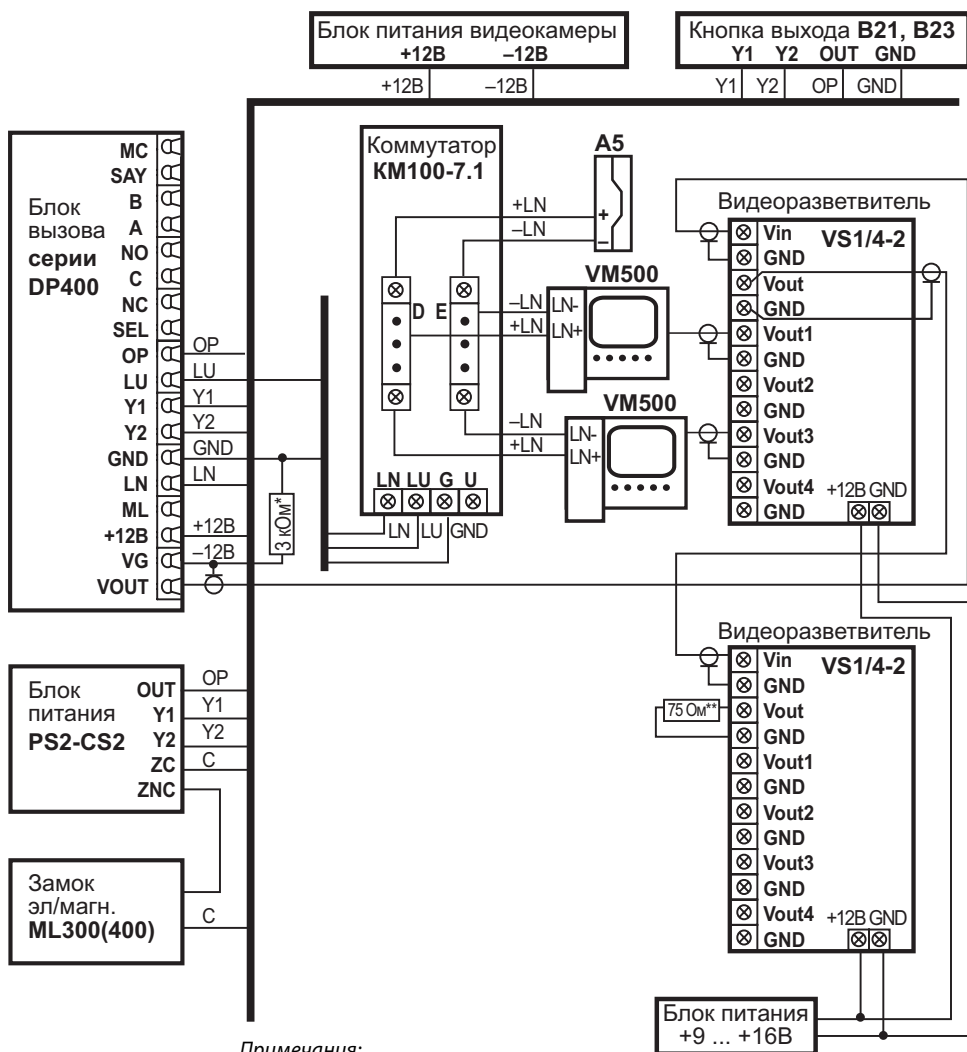 Блок питания видеокамеры
+12В –12В
+12В –12В
Кнопка выхода B21, B23
Y1 Y2 OUT GND
Y1 Y2 OP GND
Блок
вызова
серии
DP400
MC
SAY
B
A
NO
C
NC
SEL
OP
LU
Y1
Y2
GND
LN
ML
+12В
VG
VOUT
OP
LU
Y1
Y2
GND
LN
+12В
–12В
3 кОм*
Коммутатор
КМ100-7.1
D E
LN LU G U
LN LU GND
A5
+LN
–LN
+
–
VM500
–LN LN-
+LN LN+
VM500
–LN LN-
+LN LN+
Видеоразветвитель
VS1/4-2
Vin
GND
Vout
GND
Vout1
GND
Vout2
GND
Vout3
GND
Vout4
GND
+12В GND
Видеоразветвитель
VS1/4-2
Vin
GND
Vout
GND
Vout1
GND
Vout2
GND
Vout3
GND
Vout4
GND
+12В GND
75 Ом**
Блок
питания
PS2-CS2
OUT
Y1
Y2
ZC
ZNC
OP
Y1
Y2
C
Замок
эл/магн.
ML300(400)
C
Блок питания
+9 ... +16В
Примечания: